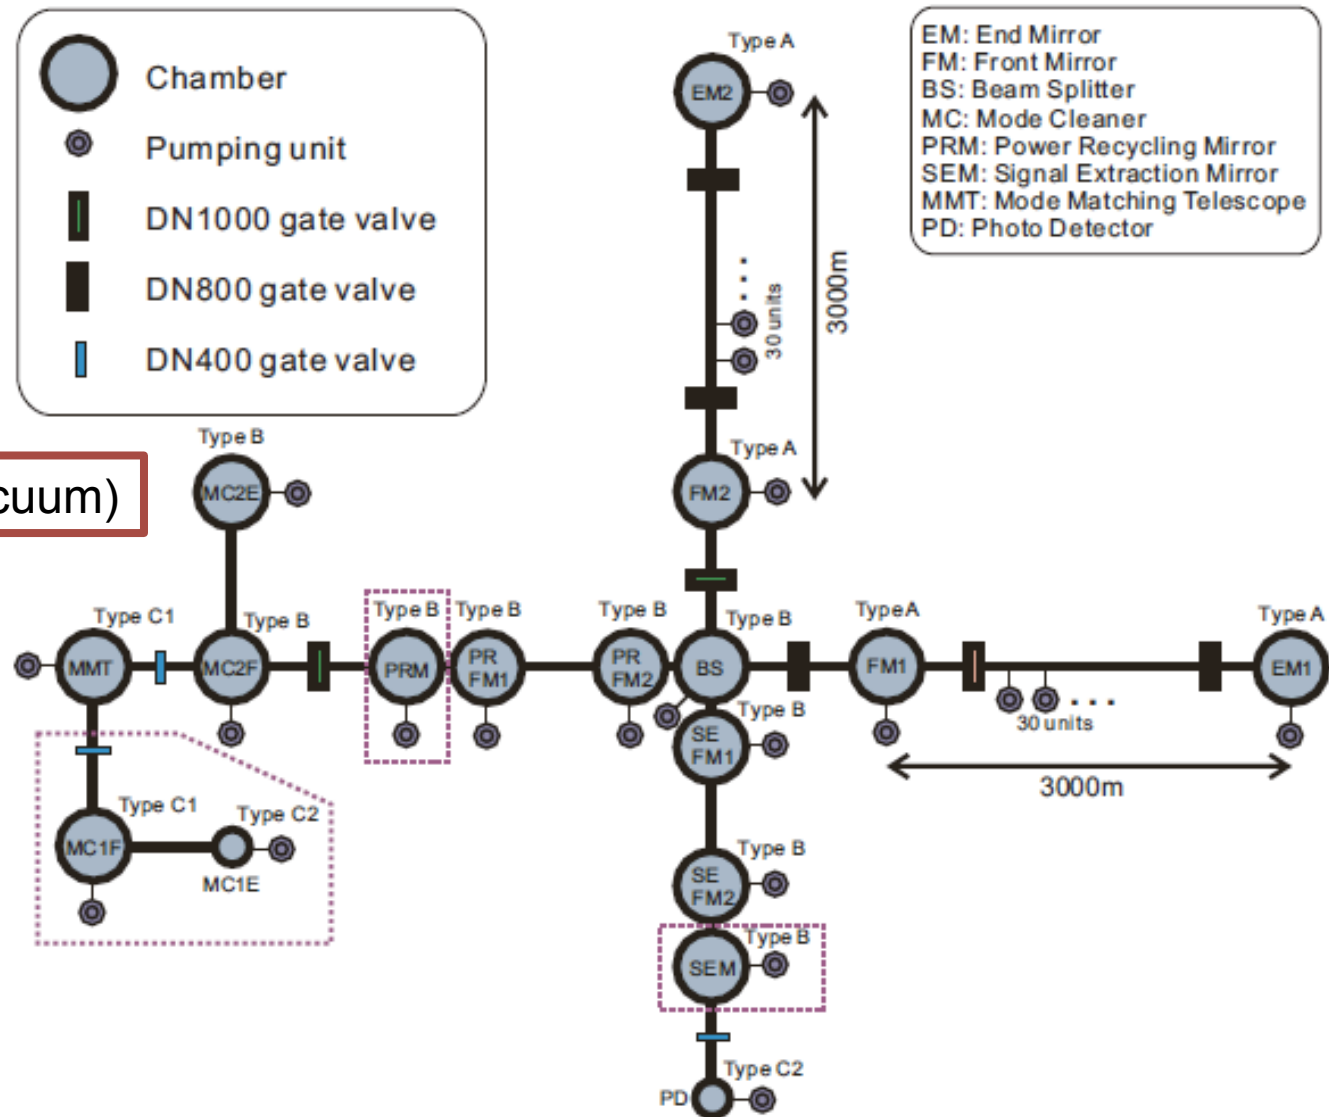 Chamber
Pumping unit
DN1000 gate valve
DN800 gate valve
DN400 gate valve
EM: End Mirror
FM: Front Mirror
BS: Beam Splitter
MC: Mode Cleaner
PRM: Power Recycling Mirror
SEM: Signal Extraction Mirror
MMT: Mode Matching Telescope
PD: Photo Detector
Type A
EM2
30 units
3000m
Type A
FM2
cuum)
Type B
MC2E
Type C1
MMT
Type B
MC2F
Type B
PRM
Type B
PR
FM1
Type B
PR
FM2
Type B
BS
Type A
FM1
30 units
Type A
EM1
3000m
Type B
SE
FM1
Type C1
MC1F
Type C2
MC1E
Type B
SE
FM2
Type B
SEM
Type C2
PD